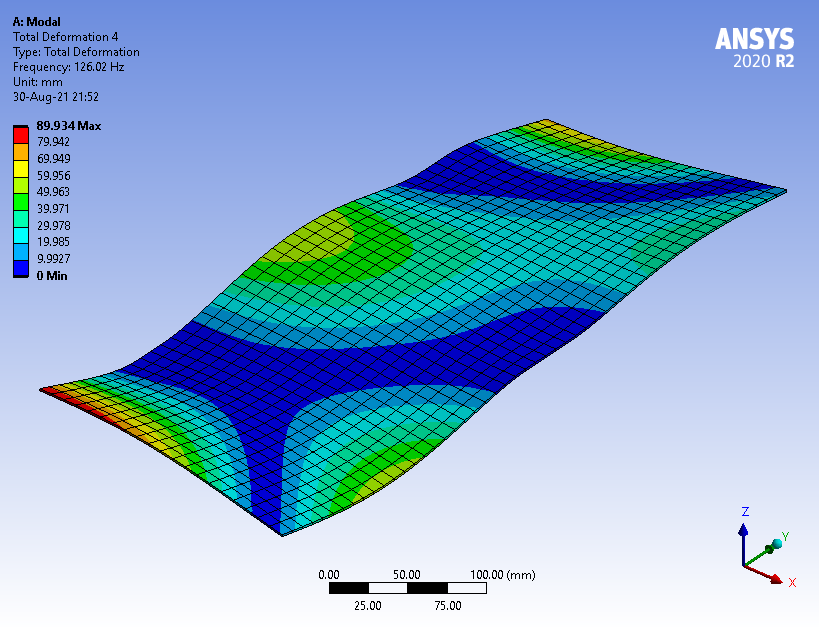 A: Modal
Total Deformation 4
Type: Total Deformation
Frequency: 126.02 Hz
Unit: mm
30-Aug-21 21:52
ANSYS
2020 R2
89.934 Max
79.942
69.949
59.956
49.963
39.971
29.978
19.985
9.9927
0 Min
0.00 50.00 100.00 (mm)
25.00 75.00
Z
Y
X